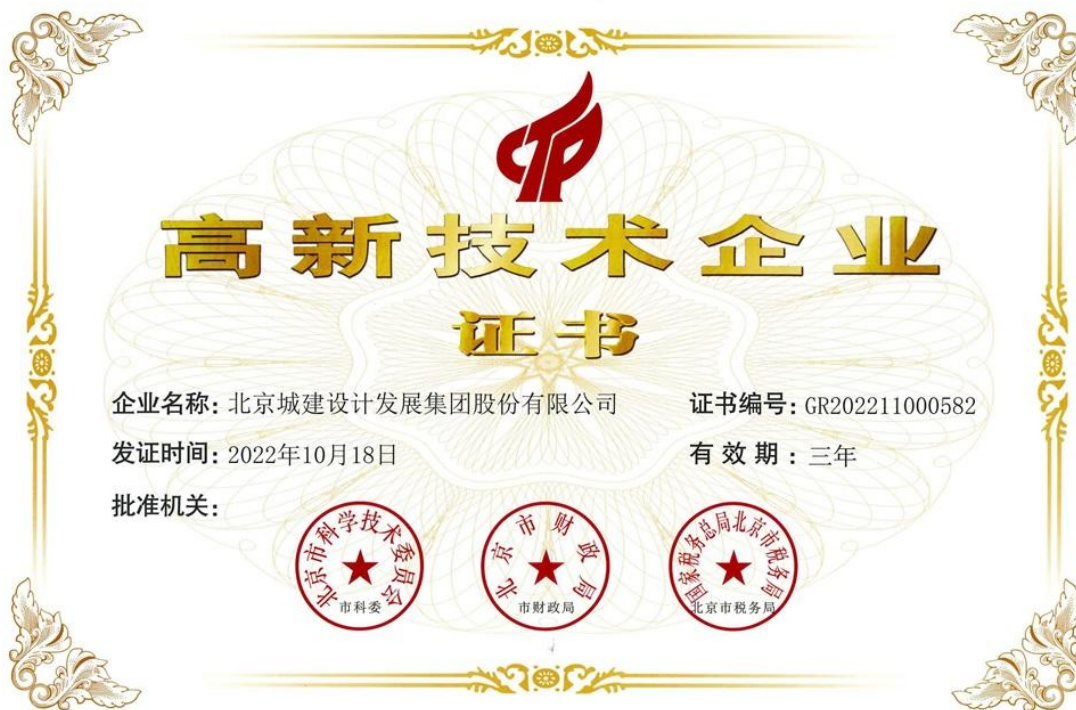 高新技术企业
证书
企业名称：北京城建设计发展集团股份有限公司 证书编号：GR202211000582
发证时间：2022年10月18日 有效期：三年
批准机关：
北京市科学技术委员会
市科委
北京市财政局
市财政局
国家税务总局北京市税务局
北京市税务局